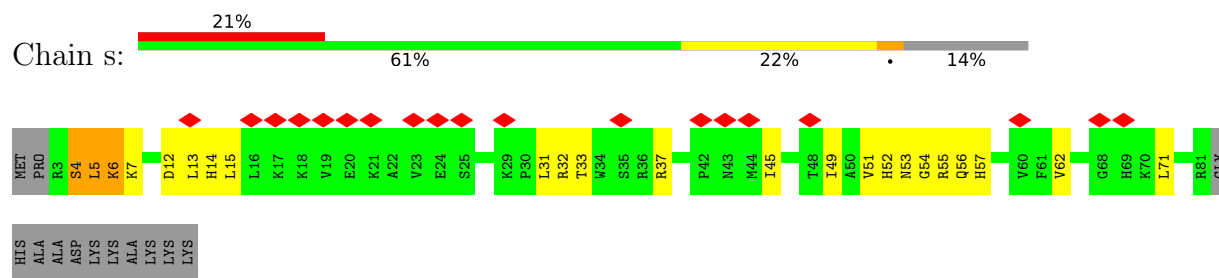 21%
Chain s:
61% 22% • 14%
MET PRO R3 S4 L5 K6 K7 D12 L13 H14 L15 L16 K17 K18 V19 E20 K21 A22 V23 E24 S25 K29 P30 L31 R32 T33 W34 S35 R36 R37 P42 N43 M44 I45 T48 I49 A50 V51 H52 N53 G54 R55 Q56 H57 V60 F61 V62 G68 H69 K70 L71 R81 GLY
HIS ALA ALA ASP LYS LYS ALA LYS LYS LYS